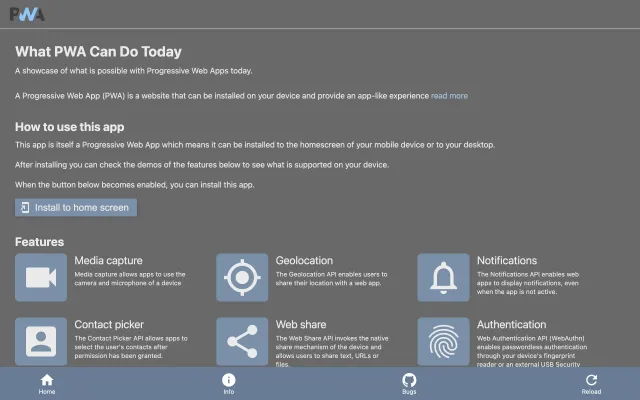 PWA
What PWA Can Do Today
A showcase of what is possible with Progressive Web Apps today.
A Progressive Web App (PWA) is a website that can be installed on your device and provide an app-like experience read more
How to use this app
This app is itself a Progressive Web App which means it can be installed to the homescreen of your mobile device or to your desktop.
After installing you can check the demos of the features below to see what is supported on your device.
When the button below becomes enabled, you can install this app.
Install to home screen
Features
Media capture
Media capture allows apps to use the
camera and microphone of a device
Geolocation
The Geolocation API enables users to
share their location with a web app.
Notifications
The Notifications API enables web
apps to display notifications, even
when the app is not active.
Contact picker
The Contact Picker API allows apps to
select the user's contacts after
permission has been granted.
Web share
The Web Share API invokes the native
share mechanism of the device and
allows users to share text, URLs or
files.
Authentication
Web Authentication API (WebAuthn)
enables passwordless authentication
through your device's fingerprint
reader or an external USB Security
Home
Info
Bugs
Reload